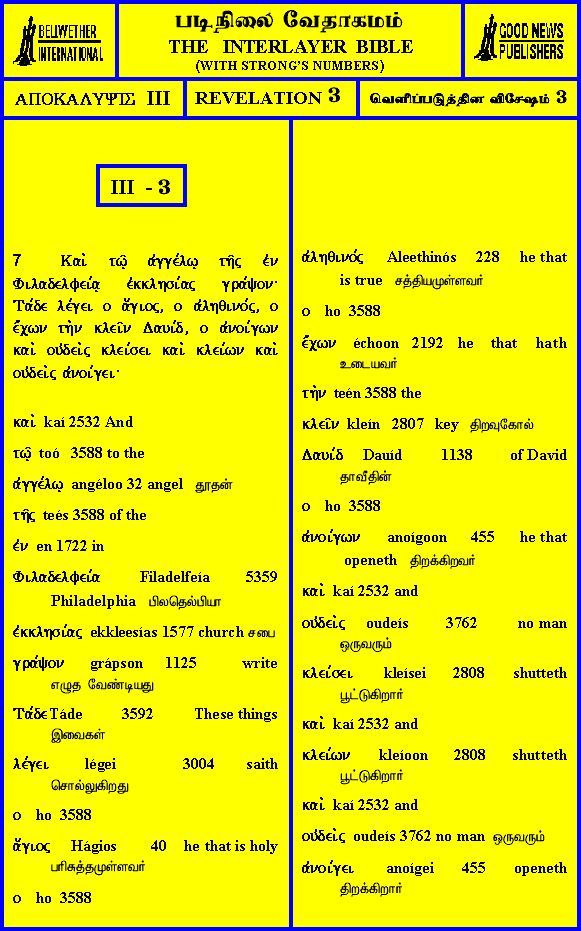 BELLWETHER
INTERNATIONAL
படிநிலை வேதாகமம்
THE INTERLAYER BIBLE
(WITH STRONG'S NUMBERS)
GOOD NEWS
PUBLISHERS
ΑΠΟΚΑΛΥΨΙΣ III
REVELATION 3
வெளிப்படுத்தின விசேஷம் 3
III - 3
7 Καὶ τῷ ἀγγέλῳ τῆς ἐν
Φιλαδελφείᾳ ἐκκλησίας γράψον·
Τάδε λέγει ο ἅγιος, ο ἀληθινός, ο
ἔχων τὴν κλεῖν Δαυίδ, ο ἀνοίγων
καὶ οὐδεὶς κλείσει καὶ κλείων καὶ
οὐδεὶς ἀνοίγει·
καὶ kaí 2532 And
τῷ toó 3588 to the
ἀγγέλῳ angéloo 32 angel தூதன்
τῆς teés 3588 of the
ἐν en 1722 in
Φιλαδελφεία Filadelfeía 5359
Philadelphia பிலதெல்பியா
ἐκκλησίας ekkleesías 1577 church சபை
γράψον grápson 1125 write
எழுத வேண்டியது
Τάδε Táde 3592 These things
இவைகள்
λέγει légei 3004 saith
சொல்லுகிறது
ο ho 3588
ἅγιος Hágios 40 he that is holy
பரிசுத்தமுள்ளவர்
ο ho 3588
ἀληθινός Aleethinós 228 he that
is true சத்தியமுள்ளவர்
ο ho 3588
ἔχων échoon 2192 he that hath
உடையவர்
τὴν teén 3588 the
κλεῖν kleín 2807 key திறவுகோல்
Δαυίδ Dauíd 1138 of David
தாவீதின்
ο ho 3588
ἀνοίγων anoígoon 455 he that
openeth திறக்கிறவர்
καὶ kaí 2532 and
οὐδεὶς oudeís 3762 no man
ஒருவரும்
κλείσει kleísei 2808 shutteth
பூட்டுகிறார்
καὶ kaí 2532 and
κλείων kleíoon 2808 shutteth
பூட்டுகிறார்
καὶ kaí 2532 and
οὐδεὶς oudeís 3762 no man ஒருவரும்
ἀνοίγει anoígei 455 openeth
திறக்கிறார்